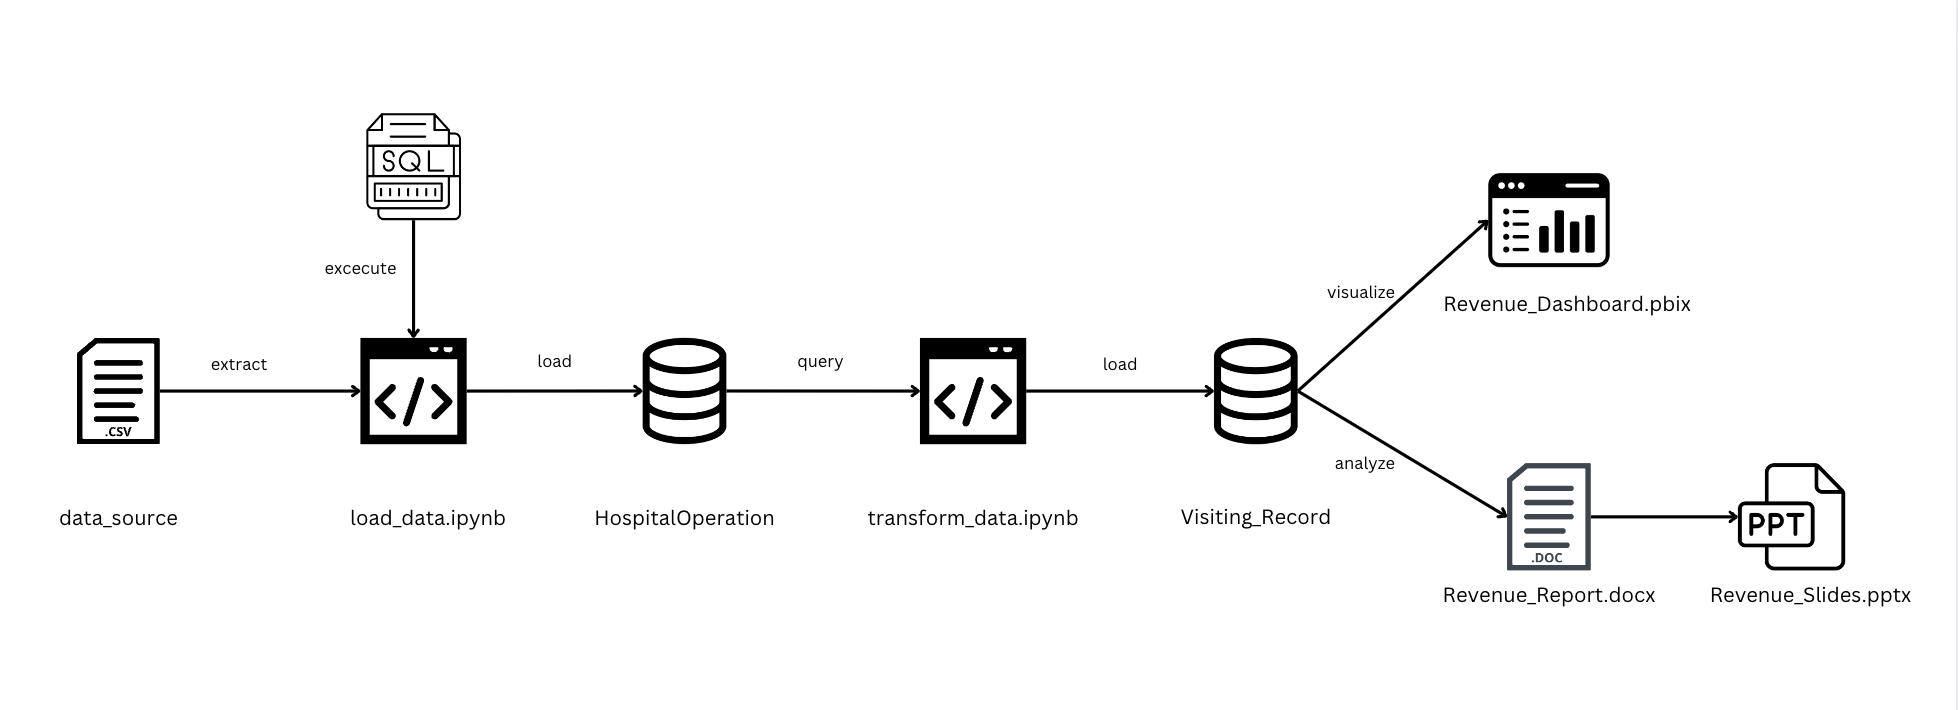 SQL
excecute
visualize
Revenue_Dashboard.pbix
extract
load
query
load
.CSV
analyze
data_source
load_data.ipynb
HospitalOperation
transform_data.ipynb
Visiting_Record
PPT
.DOC
Revenue_Report.docx
Revenue_Slides.pptx